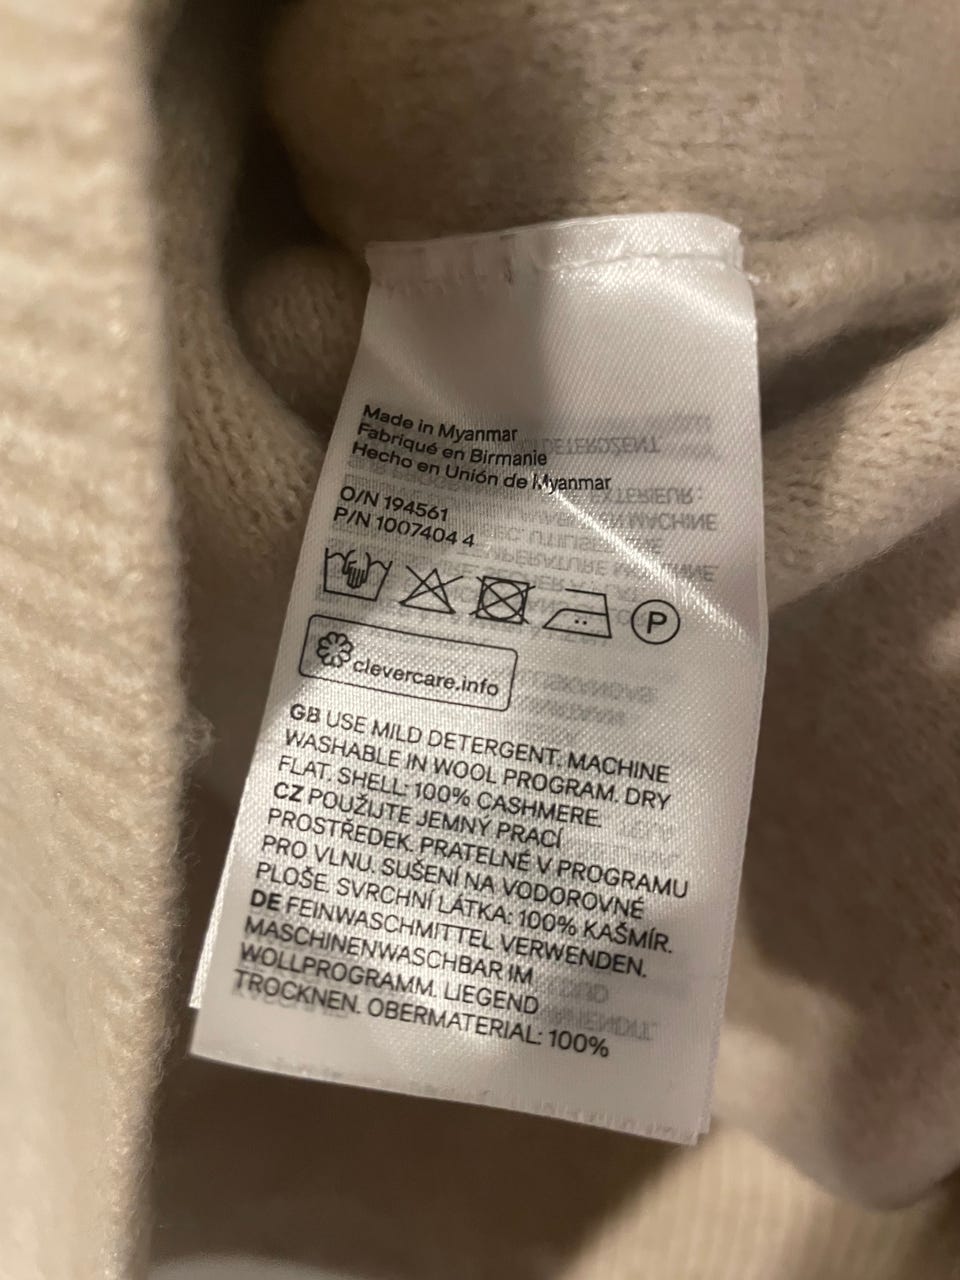 Made in Myanmar
Fabriqué en Birmanie
Hecho en Unión de Myanmar
O/N 194561
P/N 1007404 4
P
clevercare.info
GB USE MILD DETERGENT. MACHINE
WASHABLE IN WOOL PROGRAM. DRY
FLAT. SHELL: 100% CASHMERE.
CZ POUŽIJTE JEMNÝ PRACÍ
PROSTŘEDEK. PRATELNÉ V PROGRAMU
PRO VLNU. SUŠENÍ NA VODOROVNÉ
PLOŠE. SVRCHNÍ LÁTKA: 100% KAŠMÍR.
DE FEINWASCHMITTEL VERWENDEN.
MASCHINENWASCHBAR IM
WOLLPROGRAMM. LIEGEND
TROCKNEN. OBERMATERIAL: 100%